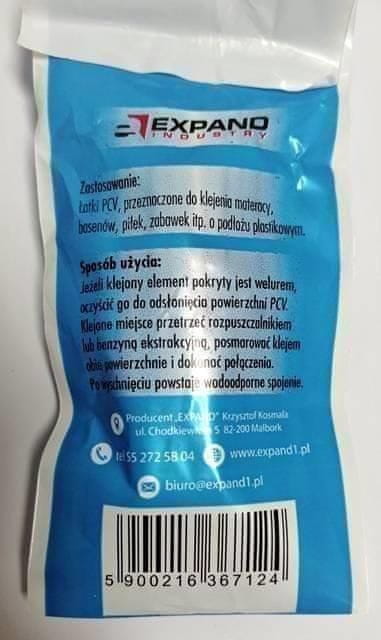 EXPAND
INDUSTRY
Zastosowanie:
Łatki PCV, przeznaczone do klejenia materacy,
basenów, piłek, zabawek itp. o podłożu plastikowym.
Sposób użycia:
Jeżeli klejony element pokryty jest welurem,
oczyścić go do odsłonięcia powierzchni PCV.
Klejone miejsce przetrzeć rozpuszczalnikiem
lub benzyną ekstrakcyjną, posmarować klejem
obie powierzchnie i dokonać połączenia.
Po wyschnięciu powstaje wodoodporne spojenie.
Producent „EXPAND” Krzysztof Kosmala
ul. 5 82-200 Malbork
tel 55 272 58 04 www.expand1.pl
biuro@expand1.pl
5 900216 367124